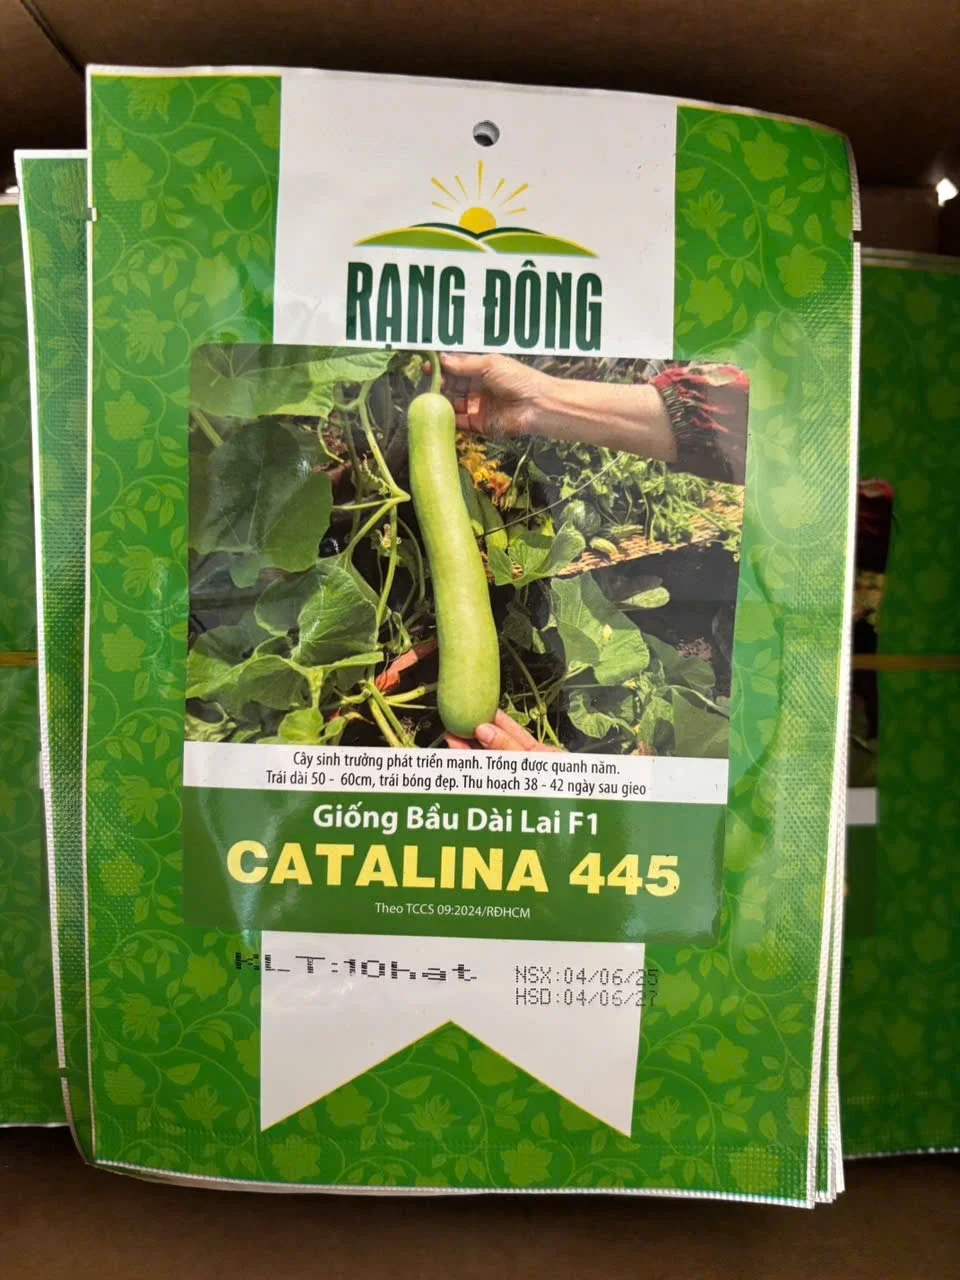 RẠNG ĐÔNG
Cây sinh trưởng phát triển mạnh. Trồng được quanh năm.
Trái dài 50 - 60cm, trái bóng đẹp. Thu hoạch 38 - 42 ngày sau gieo
Giống Bầu Dài Lai F1
CATALINA 445
Theo TCCS 09:2024/RĐHCM
KLT:10hat
NSX:04/06/25
HSD:04/06/27